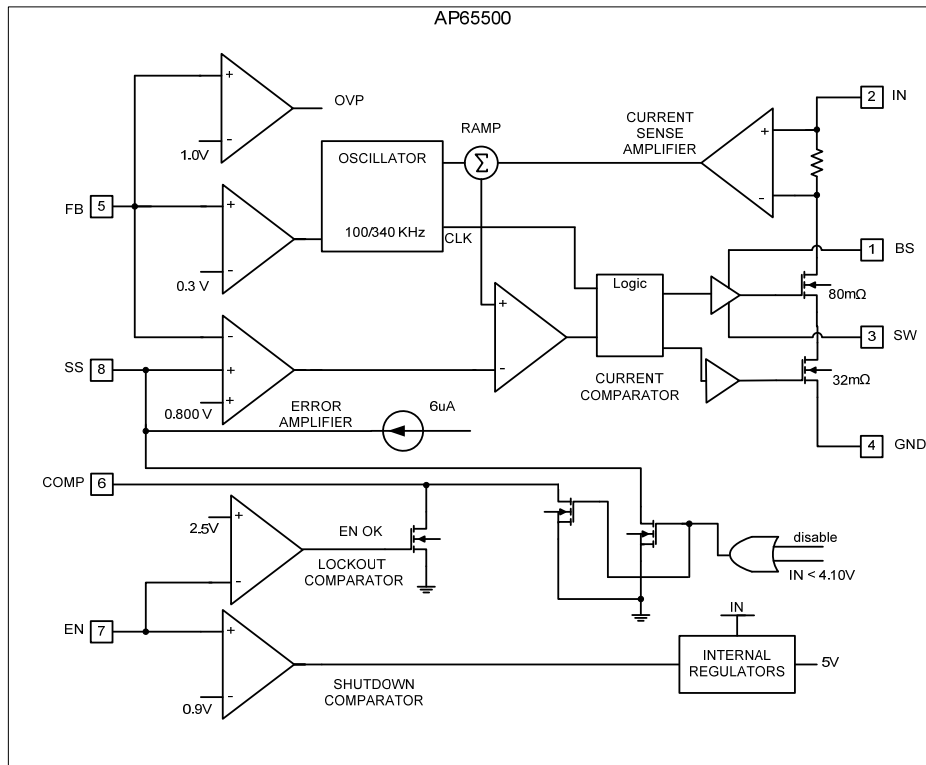 AP65500
OVP
1.0V
OSCILLATOR
100/340 KHz
RAMP
Σ
CURRENT
SENSE
AMPLIFIER
+
-
2
IN
FB
5
+
-
0.3 V
CLK
1
BS
Logic
80mΩ
+
-
3
SW
SS
8
-
+
+
0.800 V
ERROR
AMPLIFIER
6uA
CURRENT
COMPARATOR
32mΩ
4
GND
COMP
6
2.5V
+
-
EN OK
LOCKOUT
COMPARATOR
disable
IN < 4.10V
EN
7
+
-
0.9V
SHUTDOWN
COMPARATOR
IN
INTERNAL
REGULATORS
5V
+
-